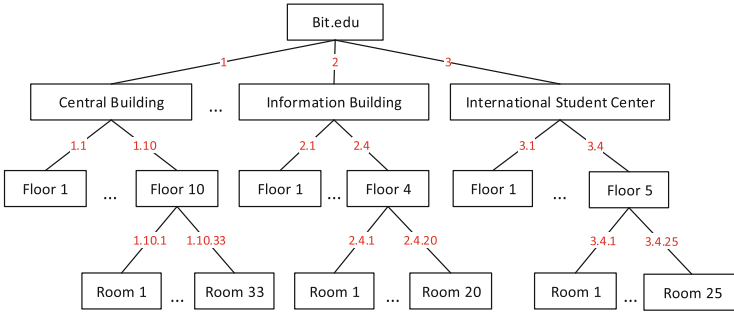 Bit.edu
1 2 3
Central Building ... Information Building International Student Center
1.1 1.10 2.1 2.4 3.1 3.4
Floor 1 ... Floor 10 Floor 1 ... Floor 4 Floor 1 ... Floor 5
1.10.1 1.10.33 2.4.1 2.4.20 3.4.1 3.4.25
Room 1 ... Room 33 Room 1 ... Room 20 Room 1 ... Room 25